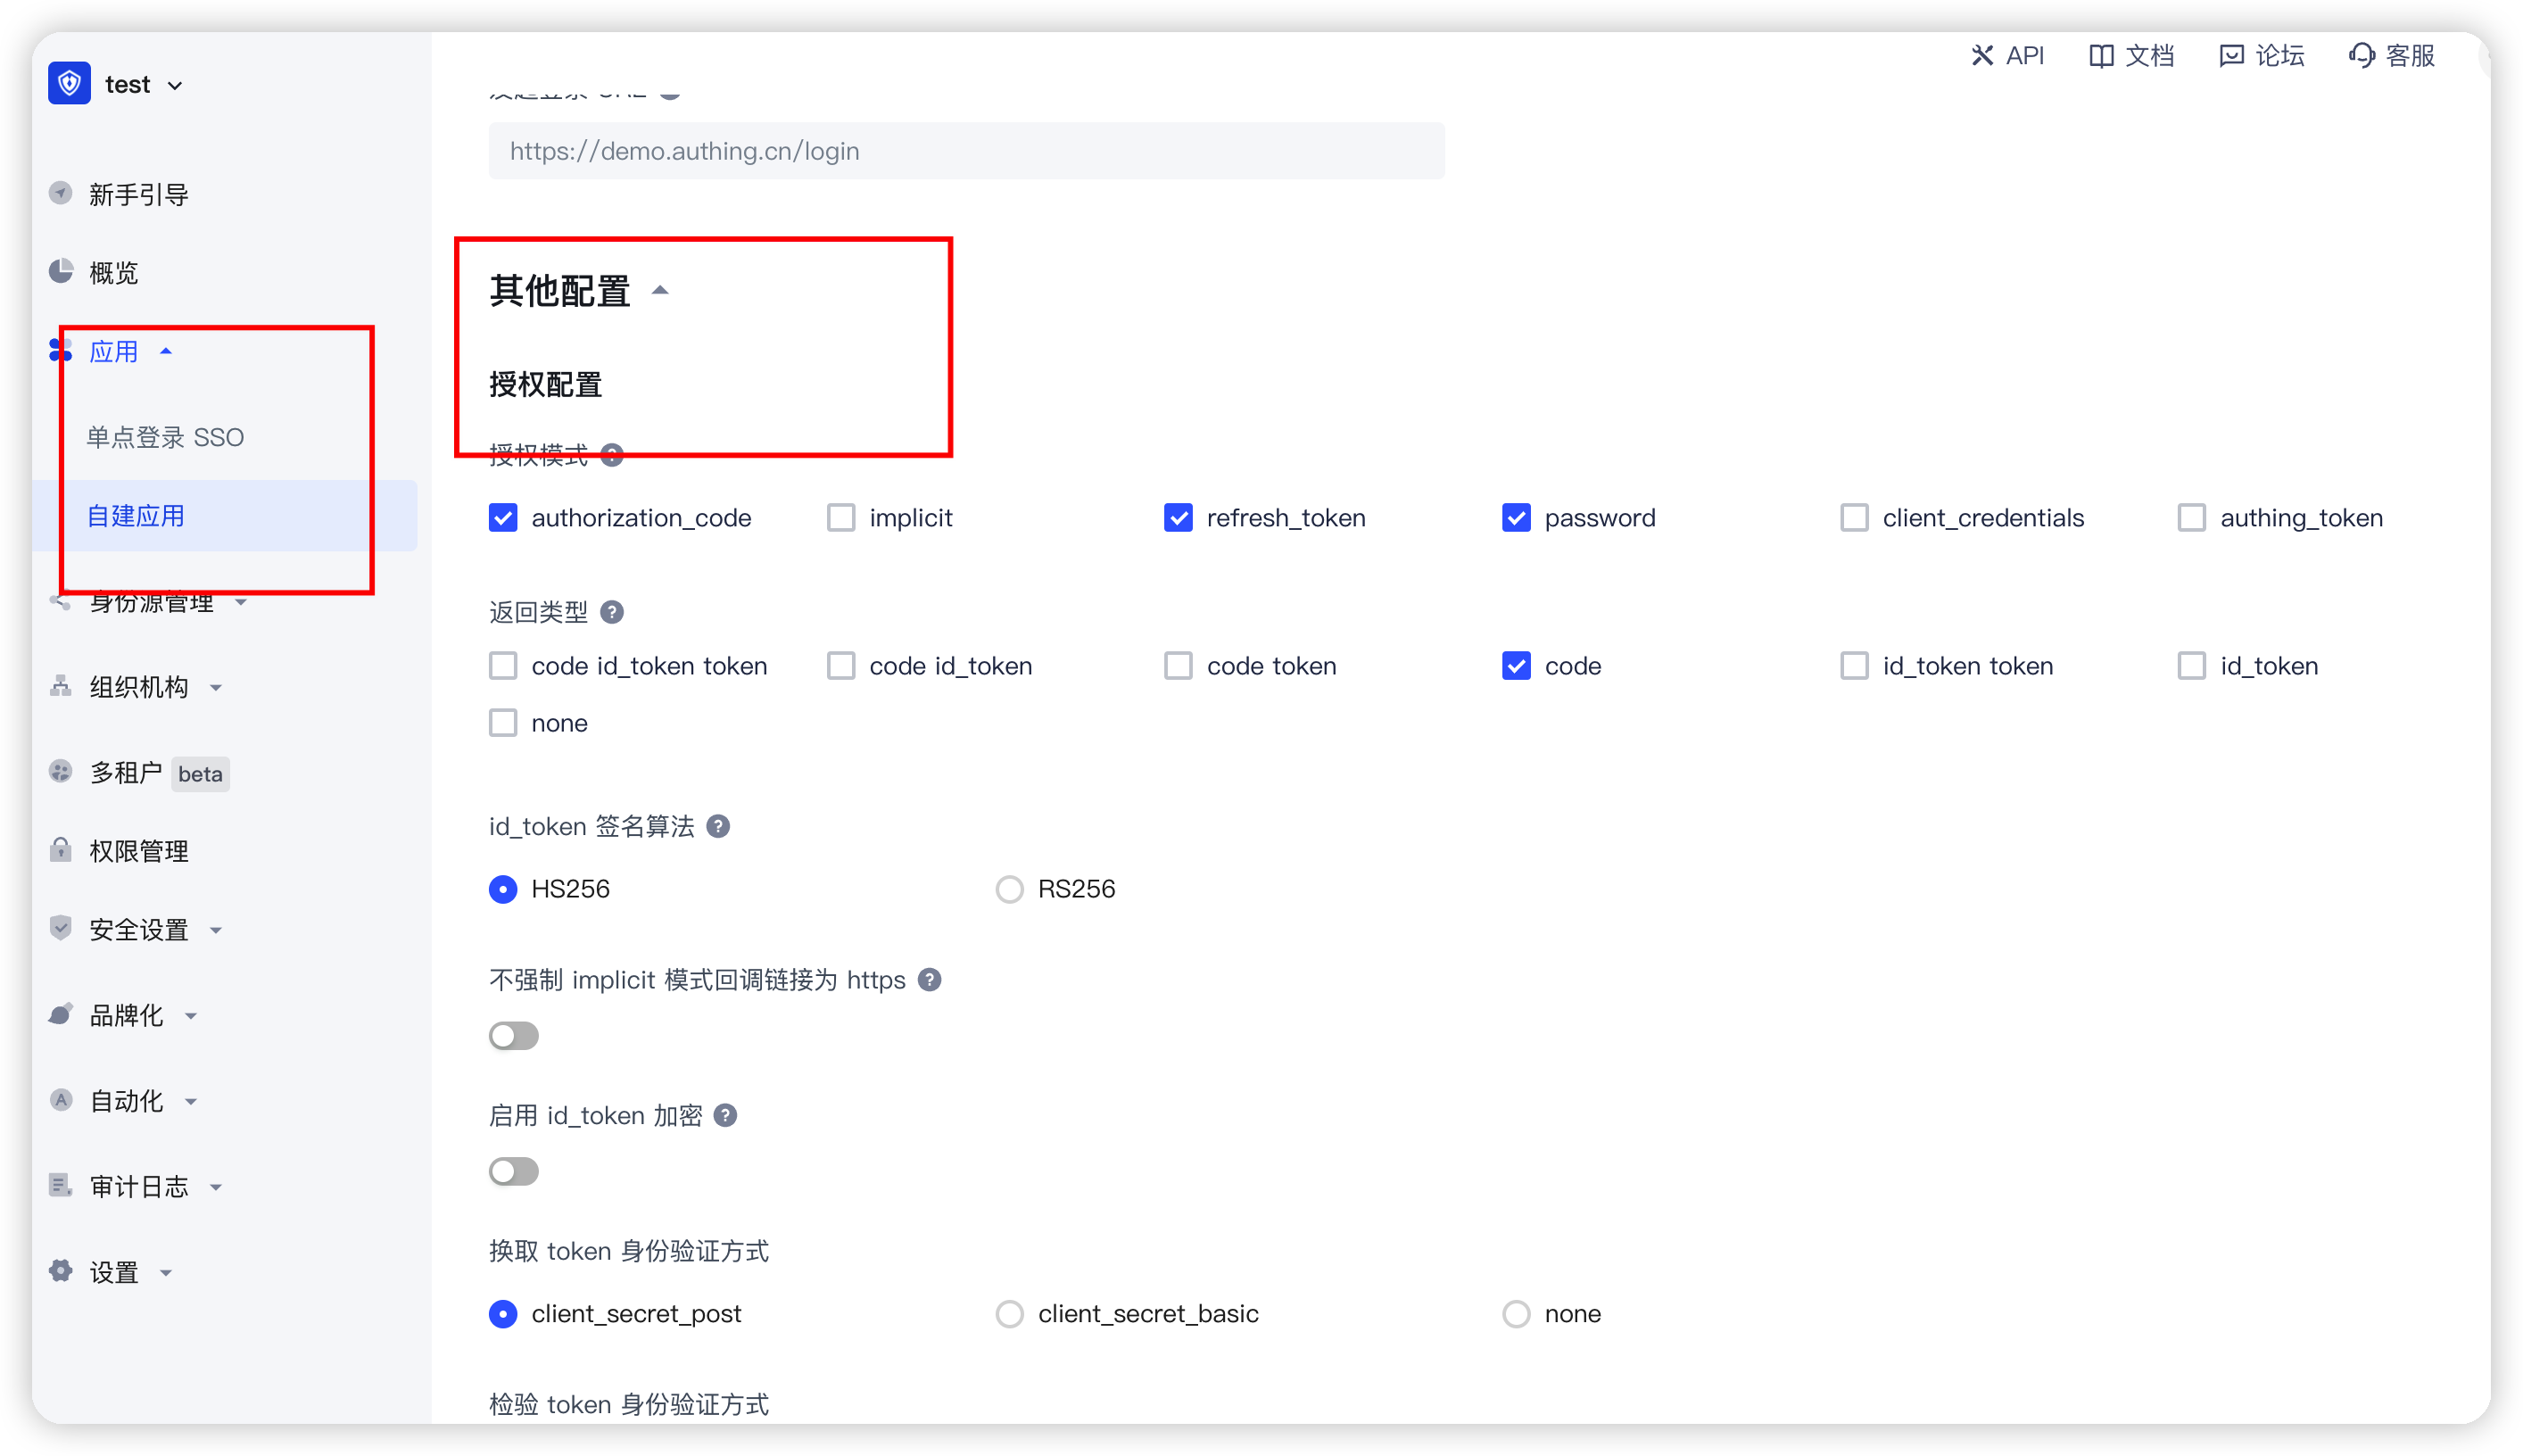 test
API 文档 论坛 客服
新手引导
概览
应用
单点登录 SSO
自建应用
身份源管理
组织机构
多租户 beta
权限管理
安全设置
品牌化
自动化
审计日志
设置
https://demo.authing.cn/login
其他配置
授权配置
授权模式
authorization_code implicit refresh_token password client_credentials authing_token
返回类型
code id_token token code id_token code token code id_token token id_token
none
id_token 签名算法
HS256 RS256
不强制 implicit 模式回调链接为 https
启用 id_token 加密
换取 token 身份验证方式
client_secret_post client_secret_basic none
检验 token 身份验证方式